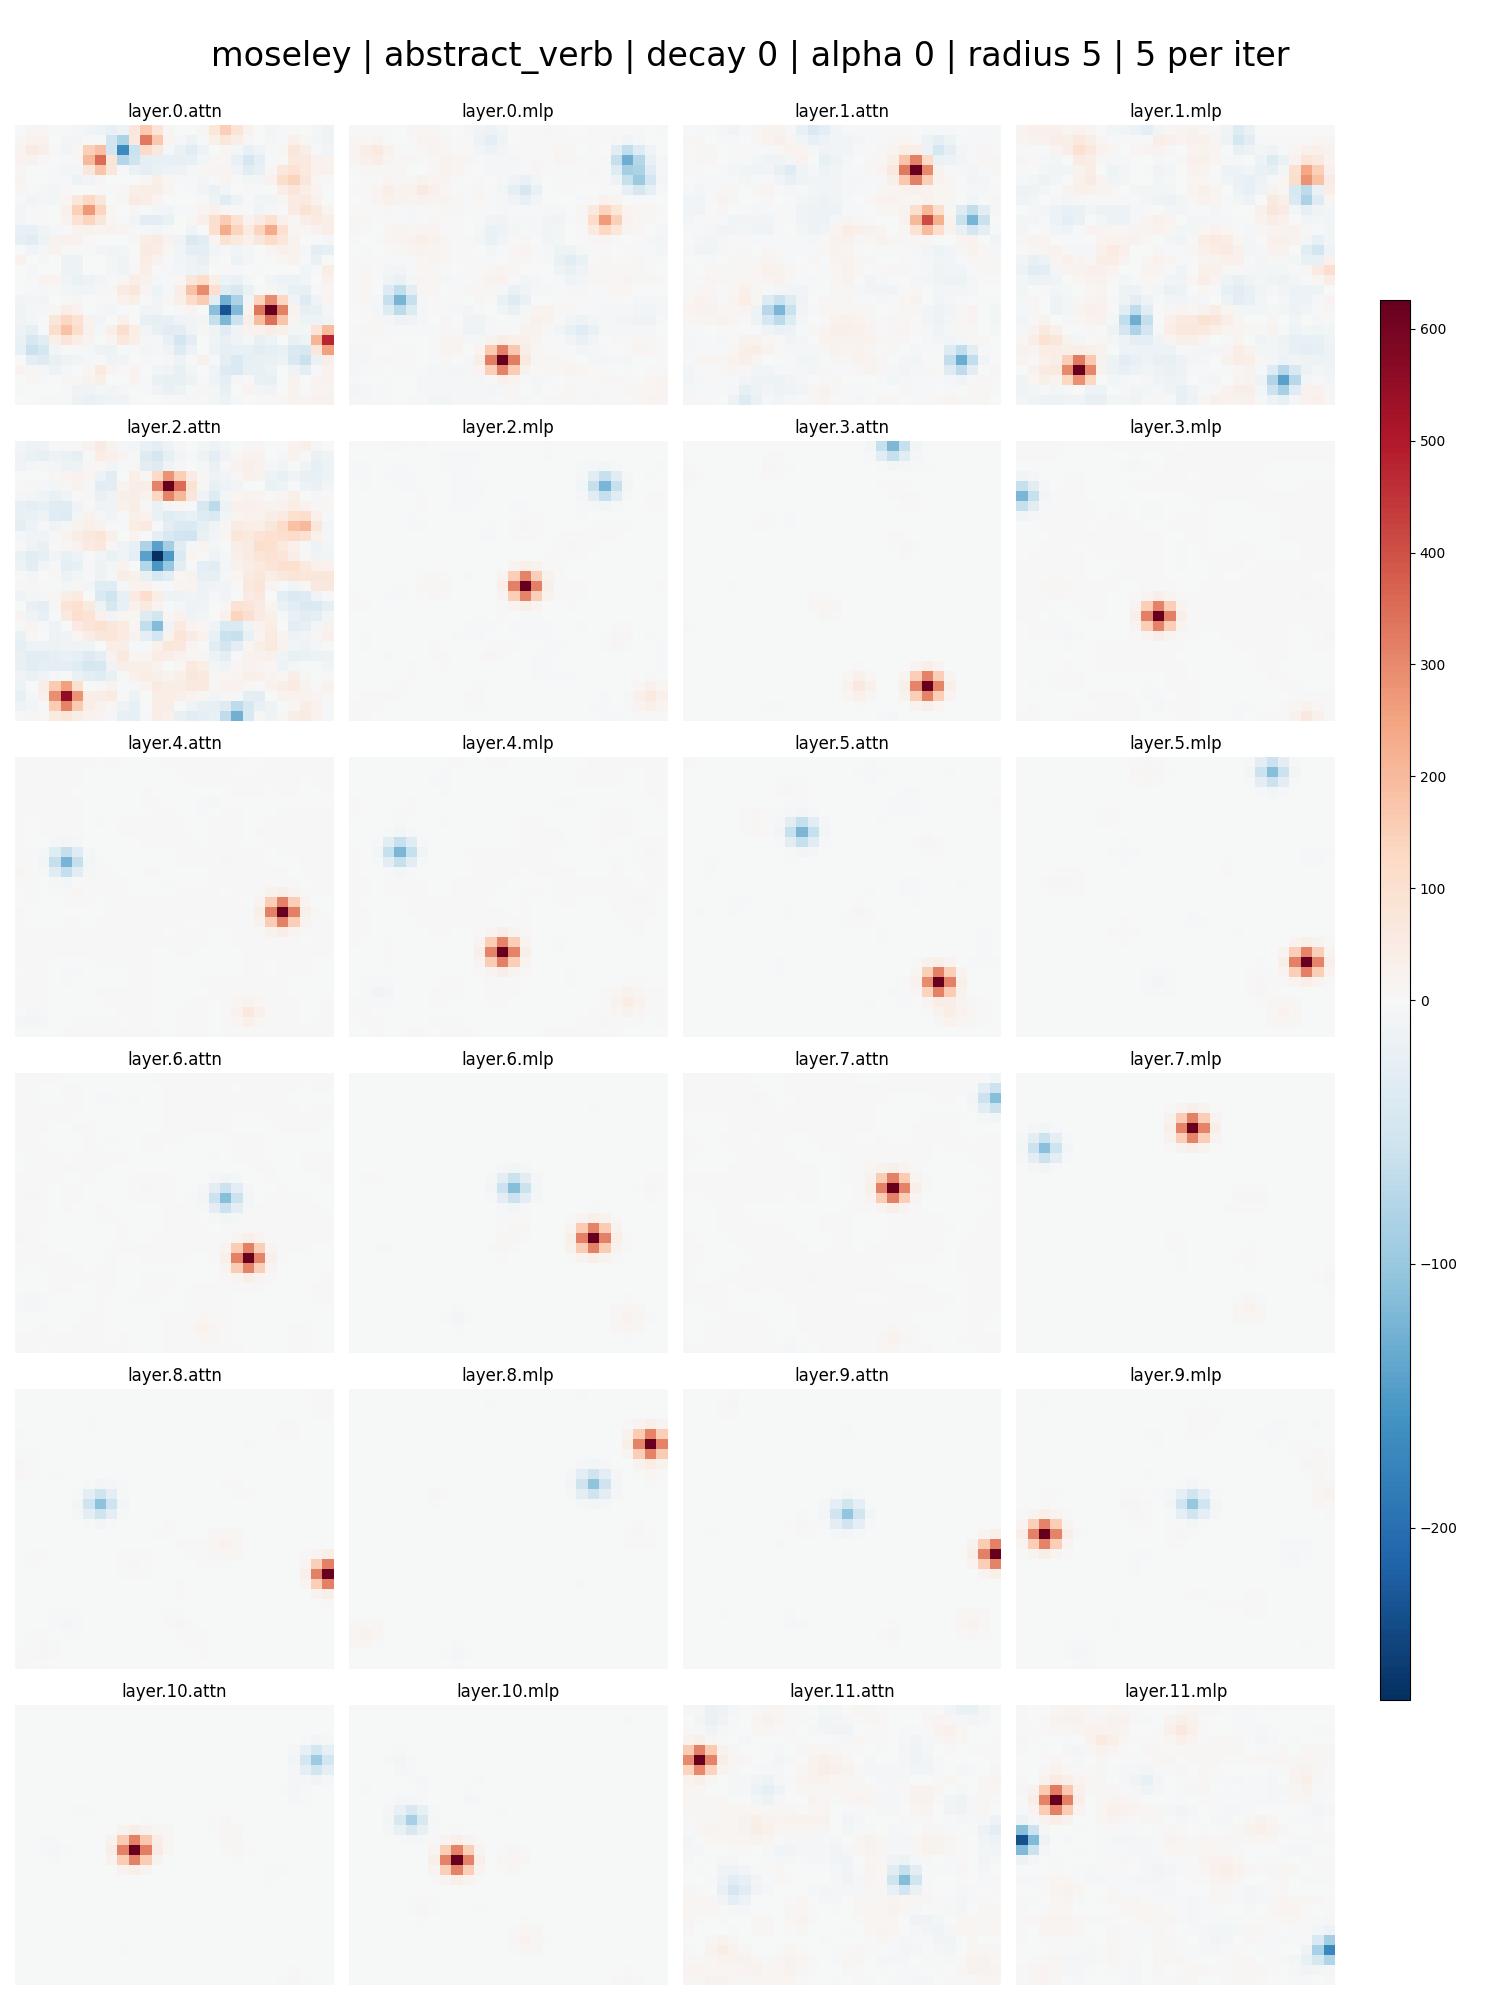 moseley | abstract_verb | decay 0 | alpha 0 | radius 5 | 5 per iter
layer.0.attn
layer.0.mlp
layer.1.attn
layer.1.mlp
layer.2.attn
layer.2.mlp
layer.3.attn
layer.3.mlp
layer.4.attn
layer.4.mlp
layer.5.attn
layer.5.mlp
layer.6.attn
layer.6.mlp
layer.7.attn
layer.7.mlp
layer.8.attn
layer.8.mlp
layer.9.attn
layer.9.mlp
layer.10.attn
layer.10.mlp
layer.11.attn
layer.11.mlp
600
500
400
300
200
100
0
−100
−200